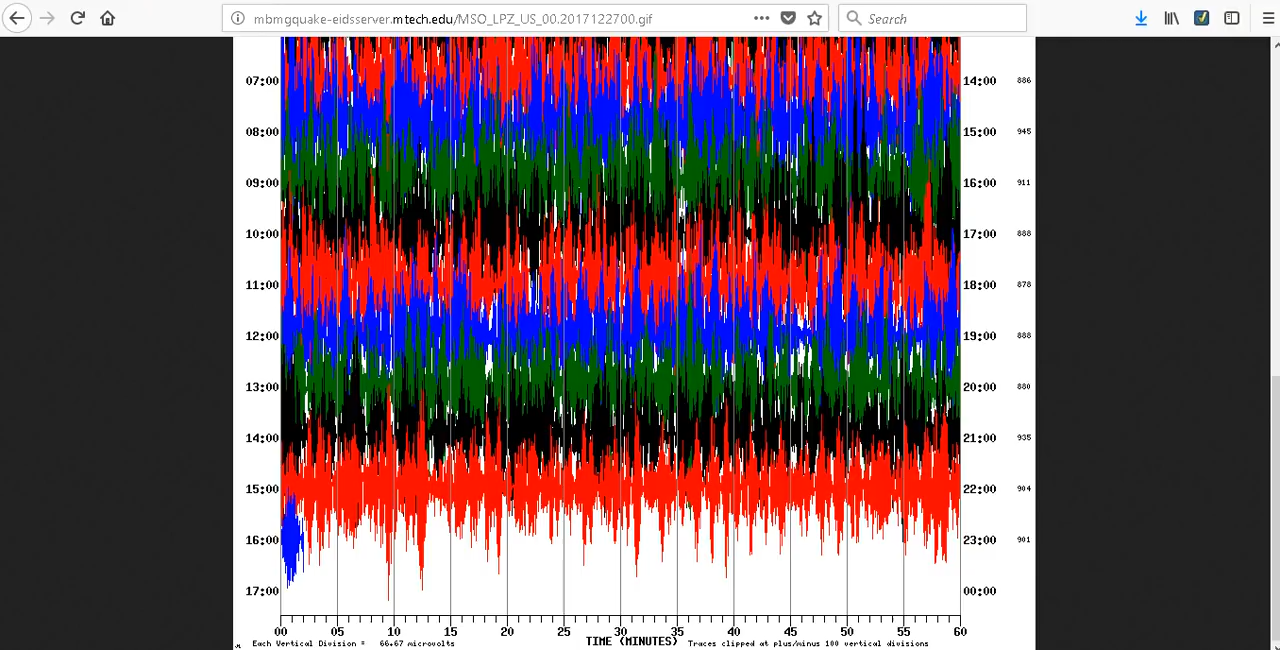 mbmgquake-eidsserver.mtech.edu/MSO_LPZ_US_00.2017122700.gif
Search
07:00 14:00 886
08:00 15:00 945
09:00 16:00 911
10:00 17:00 888
11:00 18:00 878
12:00 19:00 888
13:00 20:00 880
14:00 21:00 935
15:00 22:00 904
16:00 23:00 901
17:00 00:00
00 05 10 15 20 25 30 35 40 45 50 55 60
TIME (MINUTES)
Each Vertical Division = 66.67 microvolts
Traces clipped at plus/minus 100 vertical divisions